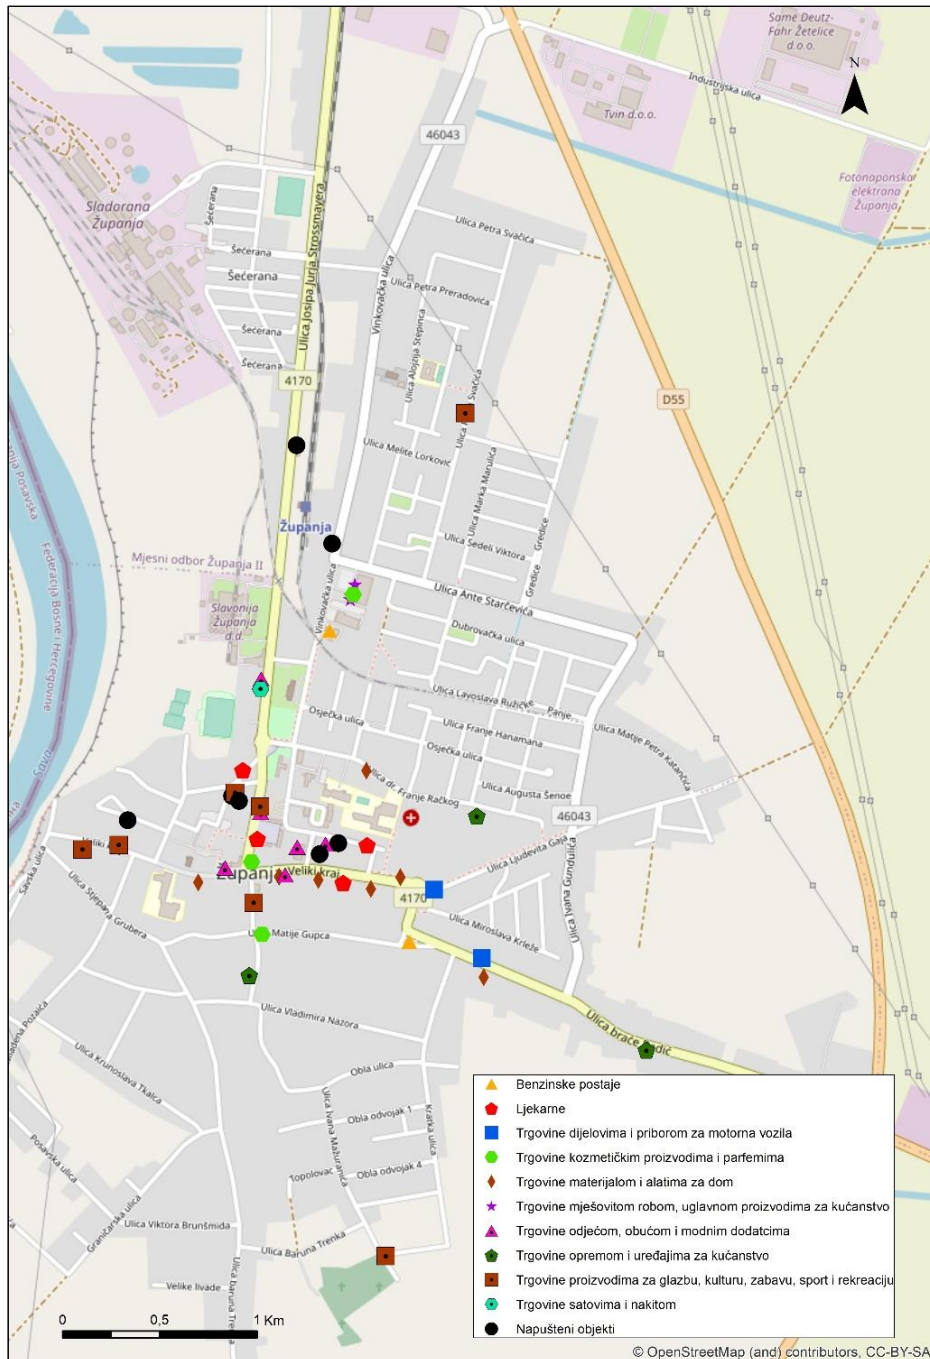 Same Deutz-
Fahr Žetelice
d.o.o.
N
Industrijska ulica
Tvin d.o.o.
46043
Fotonaponska
elektrana
Županja
Sladorana
Županja
Šećerana
Ulica Josipa Jurja Strossmayera
Vinkovačka ulica
Ulica Petra Svačića
Šećerana
Šećerana
Ulica Petra Preradovića
Šećerana
Šećerana
Ulica Alojzija Stepinca
4170
D55
Ulica Melite Lorković
Ulica Marka Marulića
Županja
Ulica Sedeli Viktora
Gredice
Gredice
Mjesni odbor Županja II
Federacija Bosne i Hercegovine
Slavonija
Županja
d.d.
Vinkovačka ulica
Ulica Ante Starčevića
Dubrovačka ulica
Ulica Lavoslava Ružičke
Panje
Osječka ulica
Ulica Franje Hanamana
Ulica Matije Petra Katančića
Osječka ulica
Sava
Ulica dr. Franje Račkog
Ulica Augusta Šenoe
46043
Savska ulica
Ulica Ljudevita Gaja
Ulica Ivana Gundulića
Veliki kraj
4170
Ulica Stjepana Grubera
Ulica Miroslava Krleže
Matije Gupca
Ulica Vladimira Nazora
Ulica braće
Ulica Krunoslava Tkalca
Obla ulica
Obla odvojak 1
Ulica Ivana Mažuranića
Kratka ulica
Posavska ulica
Topolovac
Obla odvojak 4
Graničarska ulica
Ulica Viktora Brunšmida
Ulica Baruna Trenka
Velike livade
Ulica baruna Trenka
Benzinske postaje
Ljekarne
Trgovine dijelovima i priborom za motorna vozila
Trgovine kozmetičkim proizvodima i parfemima
Trgovine materijalom i alatima za dom
Trgovine mješovitom robom, uglavnom proizvodima za kućanstvo
Trgovine odjećom, obućom i modnim dodatcima
Trgovine opremom i uređajima za kućanstvo
Trgovine proizvodima za glazbu, kulturu, zabavu, sport i rekreaciju
Trgovine satovima i nakitom
Napušteni objekti
0 0,5 1 Km
© OpenStreetMap (and) contributors, CC-BY-SA